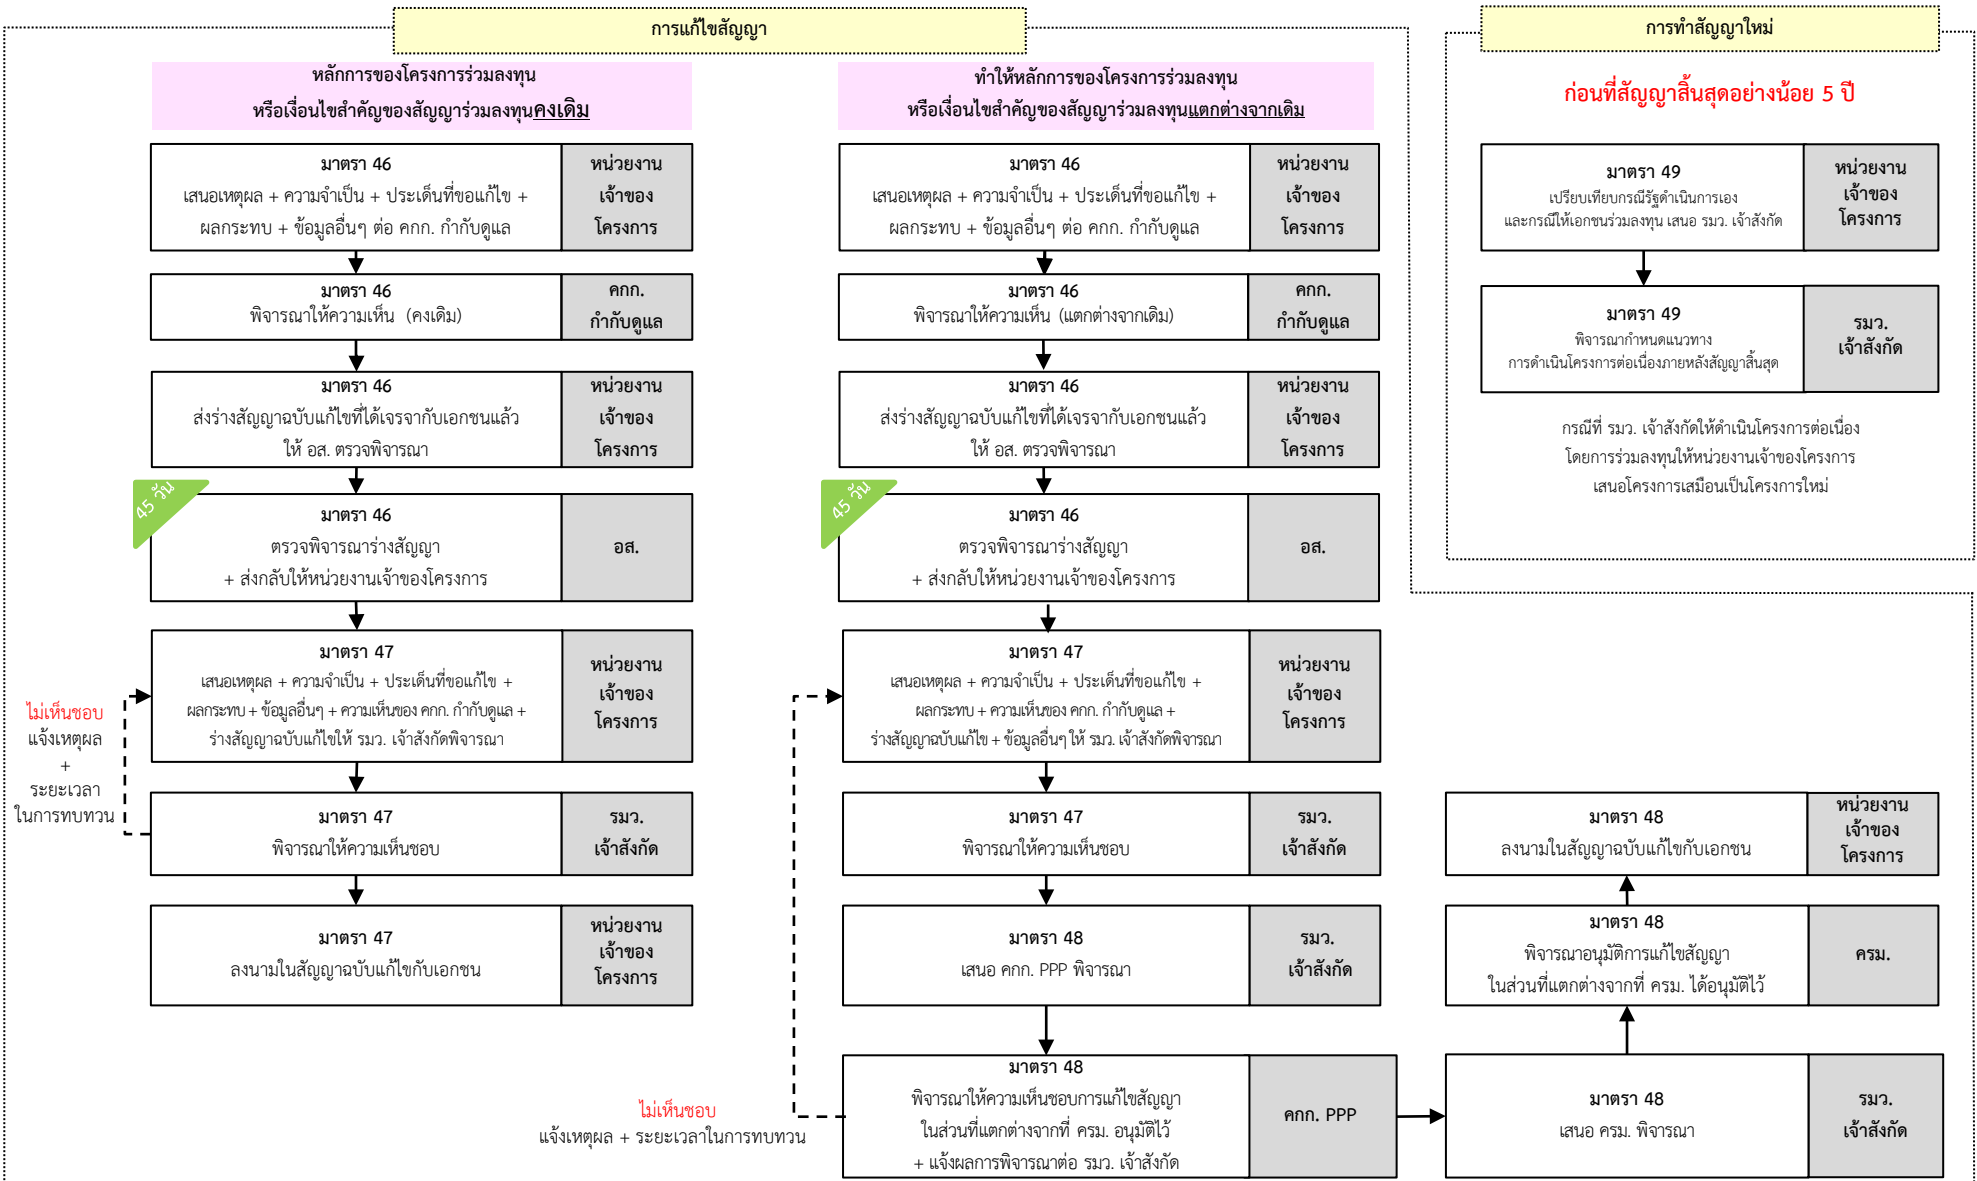 การแก้ไขสัญญา
หลักการของโครงการร่วมลงทุน
หรือเงื่อนไขสำคัญของสัญญาร่วมลงทุนคงเดิม
มาตรา 46
เสนอเหตุผล + ความจำเป็น + ประเด็นที่ขอแก้ไข +
ผลกระทบ + ข้อมูลอื่นๆ ต่อ คกก. กำกับดูแล
หน่วยงาน
เจ้าของ
โครงการ
มาตรา 46
พิจารณาให้ความเห็น (คงเดิม)
คกก.
กำกับดูแล
มาตรา 46
ส่งร่างสัญญาฉบับแก้ไขที่ได้เจรจากับเอกชนแล้ว
ให้ อส. ตรวจพิจารณา
หน่วยงาน
เจ้าของ
โครงการ
45 วัน
มาตรา 46
ตรวจพิจารณาร่างสัญญา
+ ส่งกลับให้หน่วยงานเจ้าของโครงการ
อส.
มาตรา 47
เสนอเหตุผล + ความจำเป็น + ประเด็นที่ขอแก้ไข +
ผลกระทบ + ข้อมูลอื่นๆ + ความเห็นของ คกก. กำกับดูแล +
ร่างสัญญาฉบับแก้ไขให้ รมว. เจ้าสังกัดพิจารณา
หน่วยงาน
เจ้าของ
โครงการ
ไม่เห็นชอบ
แจ้งเหตุผล
+
ระยะเวลา
ในการทบทวน
มาตรา 47
พิจารณาให้ความเห็นชอบ
รมว.
เจ้าสังกัด
มาตรา 47
ลงนามในสัญญาฉบับแก้ไขกับเอกชน
หน่วยงาน
เจ้าของ
โครงการ
ทำให้หลักการของโครงการร่วมลงทุน
หรือเงื่อนไขสำคัญของสัญญาร่วมลงทุนแตกต่างจากเดิม
มาตรา 46
เสนอเหตุผล + ความจำเป็น + ประเด็นที่ขอแก้ไข +
ผลกระทบ + ข้อมูลอื่นๆ ต่อ คกก. กำกับดูแล
หน่วยงาน
เจ้าของ
โครงการ
มาตรา 46
พิจารณาให้ความเห็น (แตกต่างจากเดิม)
คกก.
กำกับดูแล
มาตรา 46
ส่งร่างสัญญาฉบับแก้ไขที่ได้เจรจากับเอกชนแล้ว
ให้ อส. ตรวจพิจารณา
หน่วยงาน
เจ้าของ
โครงการ
45 วัน
มาตรา 46
ตรวจพิจารณาร่างสัญญา
+ ส่งกลับให้หน่วยงานเจ้าของโครงการ
อส.
มาตรา 47
เสนอเหตุผล + ความจำเป็น + ประเด็นที่ขอแก้ไข +
ผลกระทบ + ความเห็นของ คกก. กำกับดูแล +
ร่างสัญญาฉบับแก้ไข + ข้อมูลอื่นๆ ให้ รมว. เจ้าสังกัดพิจารณา
หน่วยงาน
เจ้าของ
โครงการ
มาตรา 47
พิจารณาให้ความเห็นชอบ
รมว.
เจ้าสังกัด
มาตรา 48
เสนอ คกก. PPP พิจารณา
รมว.
เจ้าสังกัด
ไม่เห็นชอบ
แจ้งเหตุผล + ระยะเวลาในการทบทวน
มาตรา 48
พิจารณาให้ความเห็นชอบการแก้ไขสัญญา
ในส่วนที่แตกต่างจากที่ ครม. อนุมัติไว้
+ แจ้งผลการพิจารณาต่อ รมว. เจ้าสังกัด
คกก. PPP
มาตรา 48
เสนอ ครม. พิจารณา
รมว.
เจ้าสังกัด
มาตรา 48
พิจารณาอนุมัติการแก้ไขสัญญา
ในส่วนที่แตกต่างจากที่ ครม. ได้อนุมัติไว้
ครม.
มาตรา 48
ลงนามในสัญญาฉบับแก้ไขกับเอกชน
หน่วยงาน
เจ้าของ
โครงการ
การทำสัญญาใหม่
ก่อนที่สัญญาสิ้นสุดอย่างน้อย 5 ปี
มาตรา 49
เปรียบเทียบกรณีรัฐดำเนินการเอง
และกรณีให้เอกชนร่วมลงทุน เสนอ รมว. เจ้าสังกัด
หน่วยงาน
เจ้าของ
โครงการ
มาตรา 49
พิจารณากำหนดแนวทาง
การดำเนินโครงการต่อเนื่องภายหลังสัญญาสิ้นสุด
รมว.
เจ้าสังกัด
กรณีที่ รมว. เจ้าสังกัดให้ดำเนินโครงการต่อเนื่อง
โดยการร่วมลงทุนให้หน่วยงานเจ้าของโครงการ
เสนอโครงการเสมือนเป็นโครงการใหม่